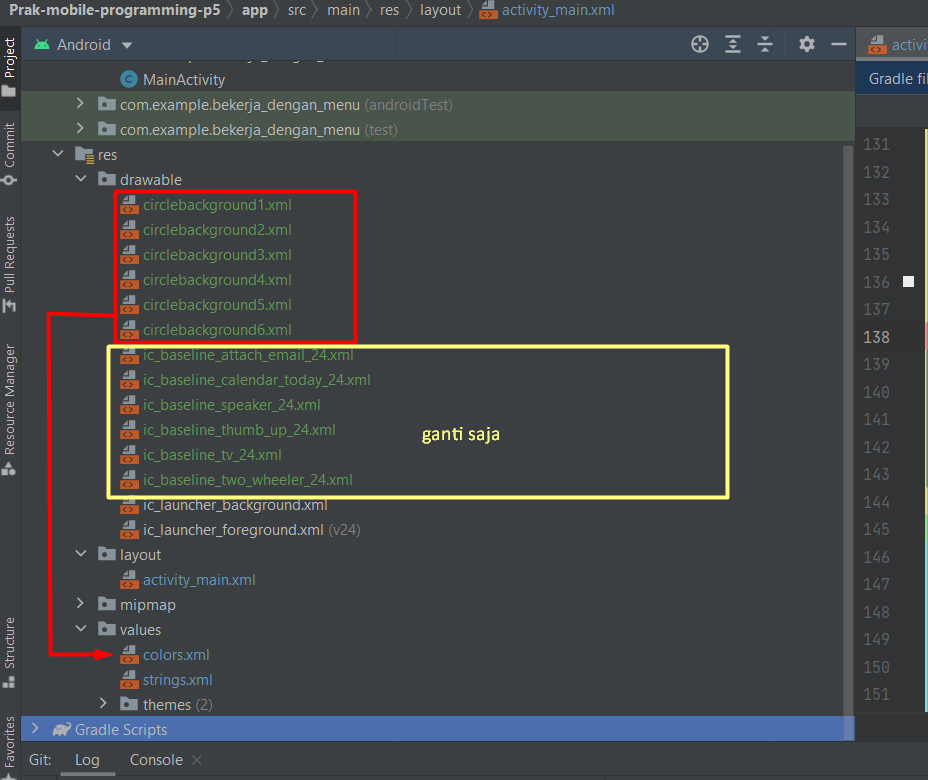 Prak-mobile-programming-p5 app src main res layout activity_main.xml
Android
Project
Commit
Pull Requests
Resource Manager
Structure
Favorites
MainActivity
com.example.bekerja_dengan_menu (androidTest)
com.example.bekerja_dengan_menu (test)
res
drawable
circlebackground1.xml
circlebackground2.xml
circlebackground3.xml
circlebackground4.xml
circlebackground5.xml
circlebackground6.xml
ic_baseline_attach_email_24.xml
ic_baseline_calendar_today_24.xml
ic_baseline_speaker_24.xml
ic_baseline_thumb_up_24.xml
ganti saja
ic_baseline_tv_24.xml
ic_baseline_two_wheeler_24.xml
ic_launcher_background.xml
ic_launcher_foreground.xml (v24)
layout
activity_main.xml
mipmap
values
colors.xml
strings.xml
themes (2)
Gradle Scripts
Git: Log Console
activi
Gradle fil
131
132
133
134
135
136
137
138
139
140
141
142
143
144
145
146
147
148
149
150
151